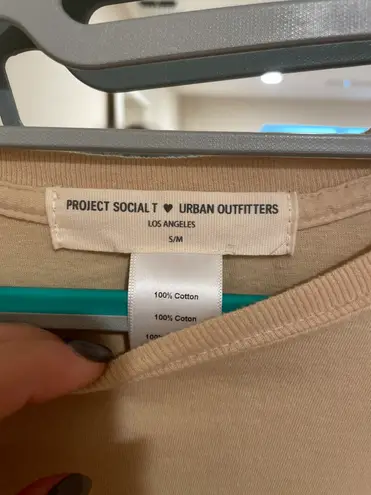 PROJECT SOCIAL T ♥ URBAN OUTFITTERS
LOS ANGELES
S/M
100% Cotton
100% Coton